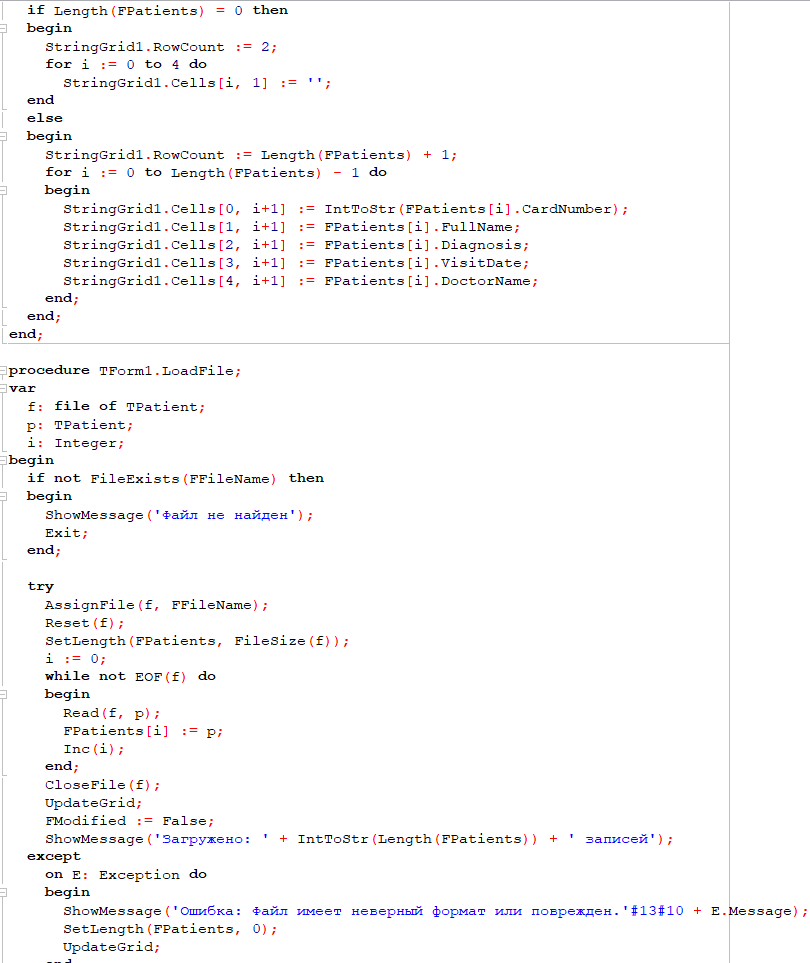 if Length(FPatients) = 0 then
begin
StringGrid1.RowCount := 2;
for i := 0 to 4 do
StringGrid1.Cells[i, 1] := '';
end
else
begin
StringGrid1.RowCount := Length(FPatients) + 1;
for i := 0 to Length(FPatients) - 1 do
begin
StringGrid1.Cells[0, i+1] := IntToStr(FPatients[i].CardNumber);
StringGrid1.Cells[1, i+1] := FPatients[i].FullName;
StringGrid1.Cells[2, i+1] := FPatients[i].Diagnosis;
StringGrid1.Cells[3, i+1] := FPatients[i].VisitDate;
StringGrid1.Cells[4, i+1] := FPatients[i].DoctorName;
end;
end;
end;
procedure TForm1.LoadFile;
var
f: file of TPatient;
p: TPatient;
i: Integer;
begin
if not FileExists(FFileName) then
begin
ShowMessage('Файл не найден');
Exit;
end;
try
AssignFile(f, FFileName);
Reset(f);
SetLength(FPatients, FileSize(f));
i := 0;
while not EOF(f) do
begin
Read(f, p);
FPatients[i] := p;
Inc(i);
end;
CloseFile(f);
UpdateGrid;
FModified := False;
ShowMessage('Загружено: ' + IntToStr(Length(FPatients)) + ' записей');
except
on E: Exception do
begin
ShowMessage('Ошибка: Файл имеет неверный формат или поврежден.'#13#10 + E.Message);
SetLength(FPatients, 0);
UpdateGrid;